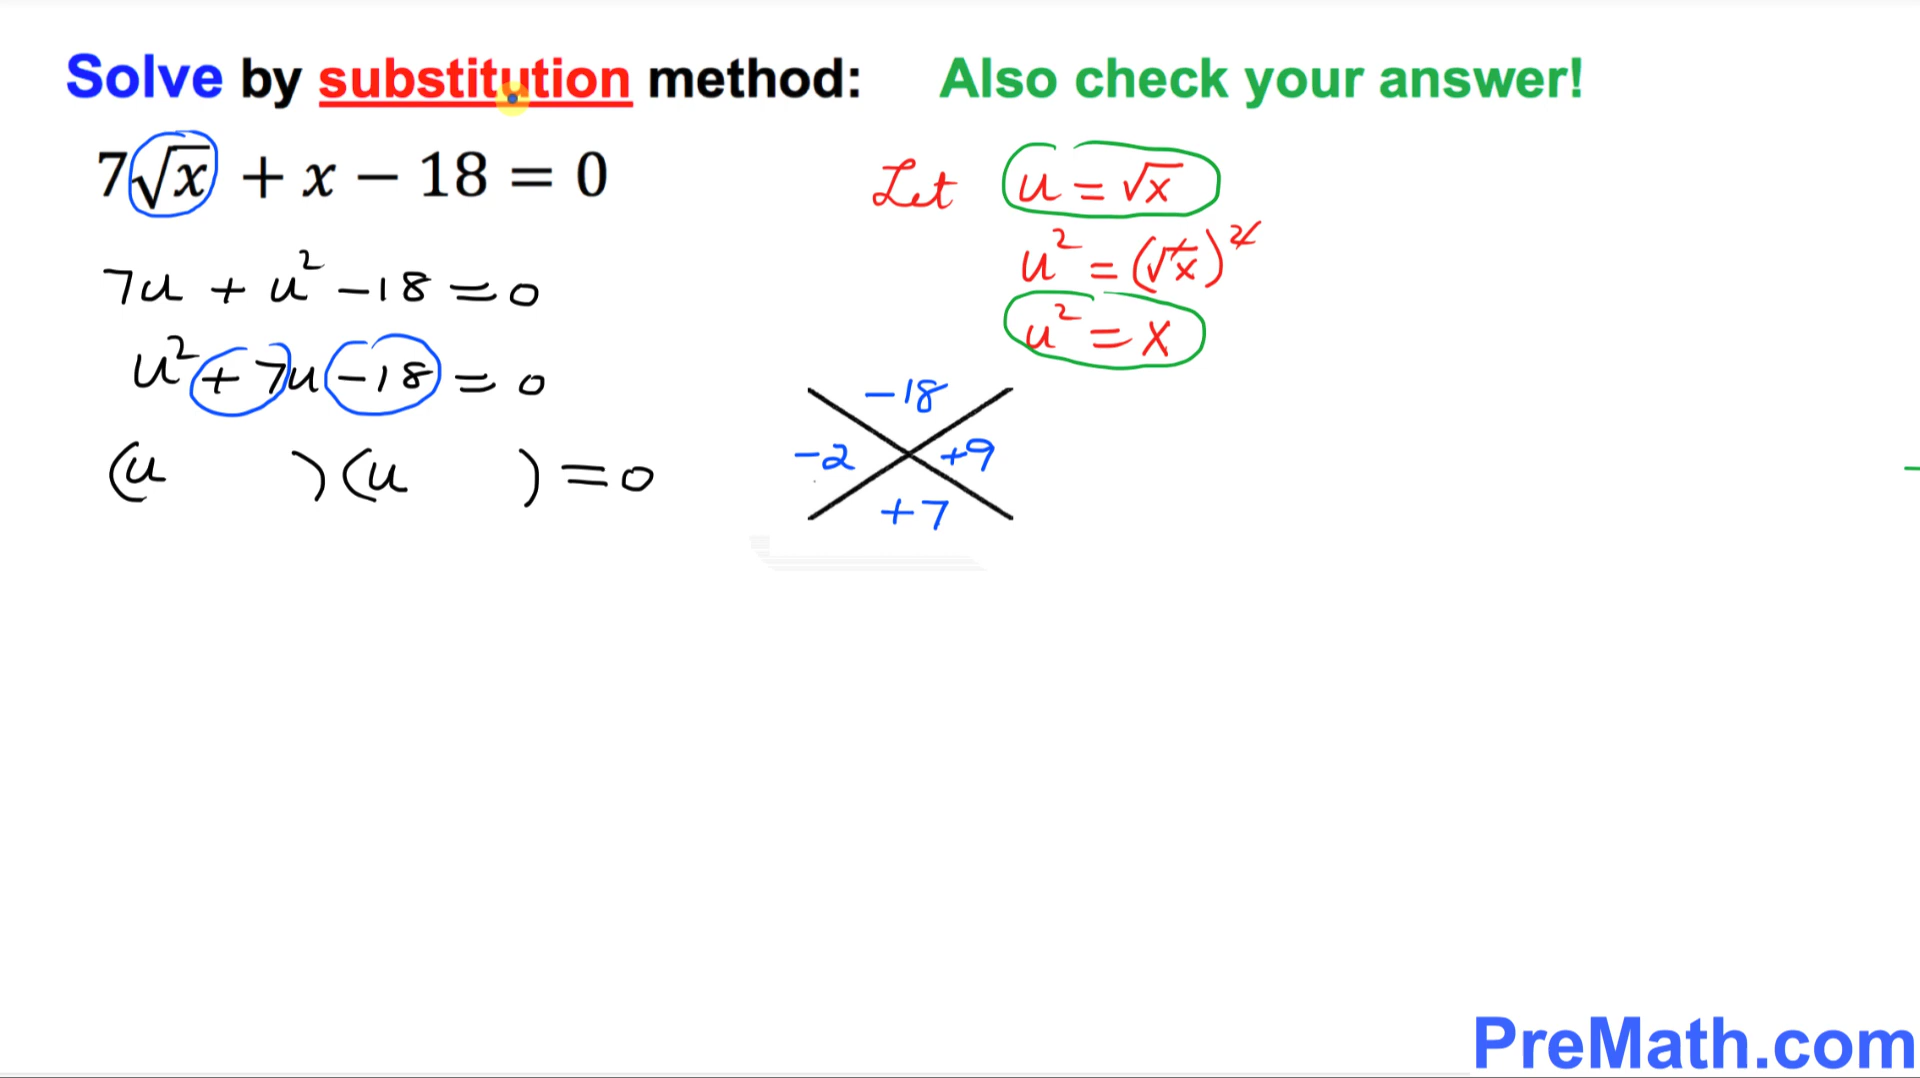 Solve by substitution method: Also check your answer!
7√x + x − 18 = 0
Let u = √x
u² = (√x)²
u² = x
7u + u² −18 = 0
u² + 7u −18 = 0
(u )(u ) = 0
−18
−2 +9
+7
PreMath.com